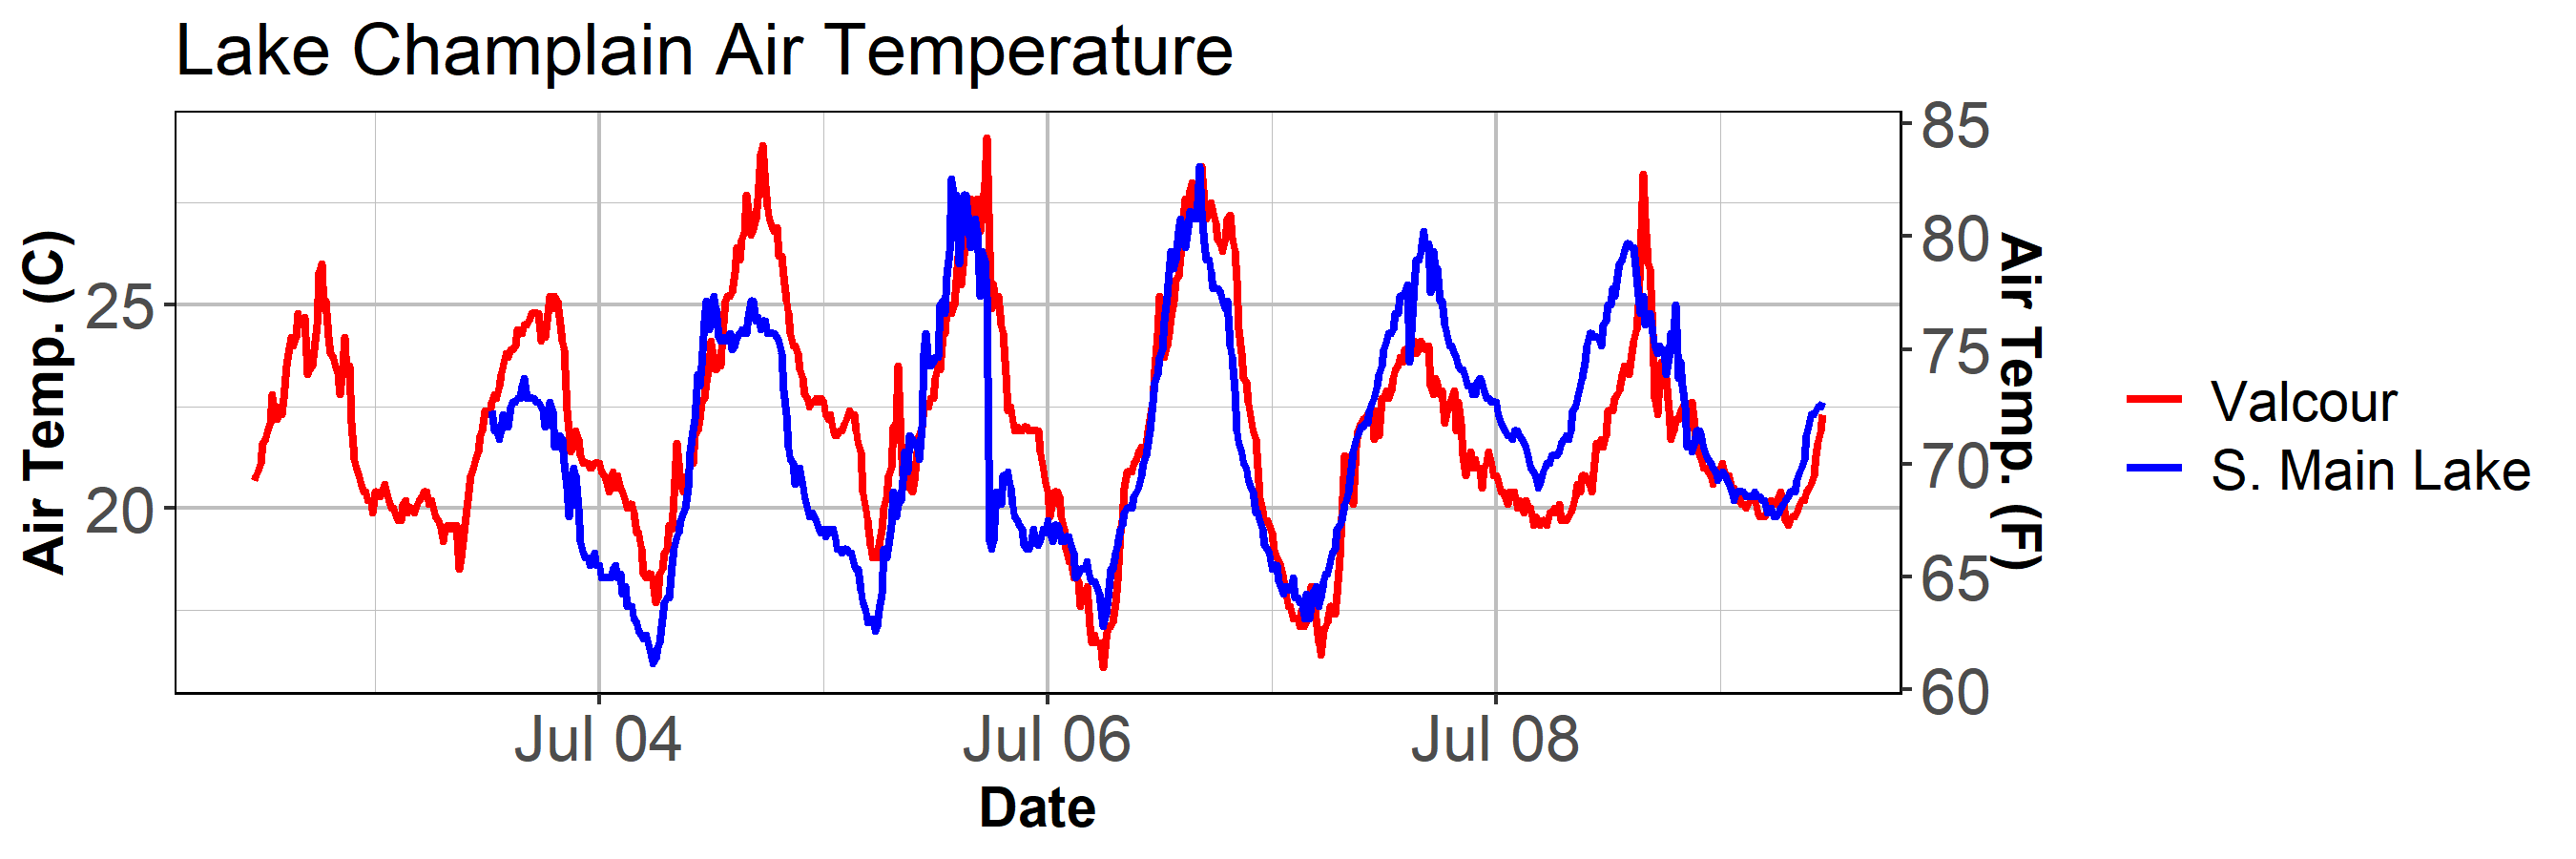 Lake Champlain Air Temperature
Air Temp. (C)
25
20
85
80
75
70
65
60
Air Temp. (F)
Jul 04
Jul 06
Jul 08
Date
Valcour
S. Main Lake